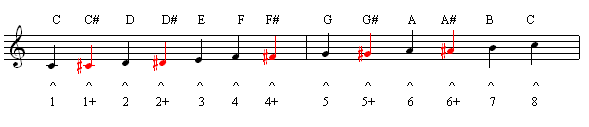 C C# D D# E F F# G G# A A# B C
^ ^ ^ ^ ^ ^ ^ ^ ^ ^ ^ ^ ^
1 1+ 2 2+ 3 4 4+ 5 5+ 6 6+ 7 8